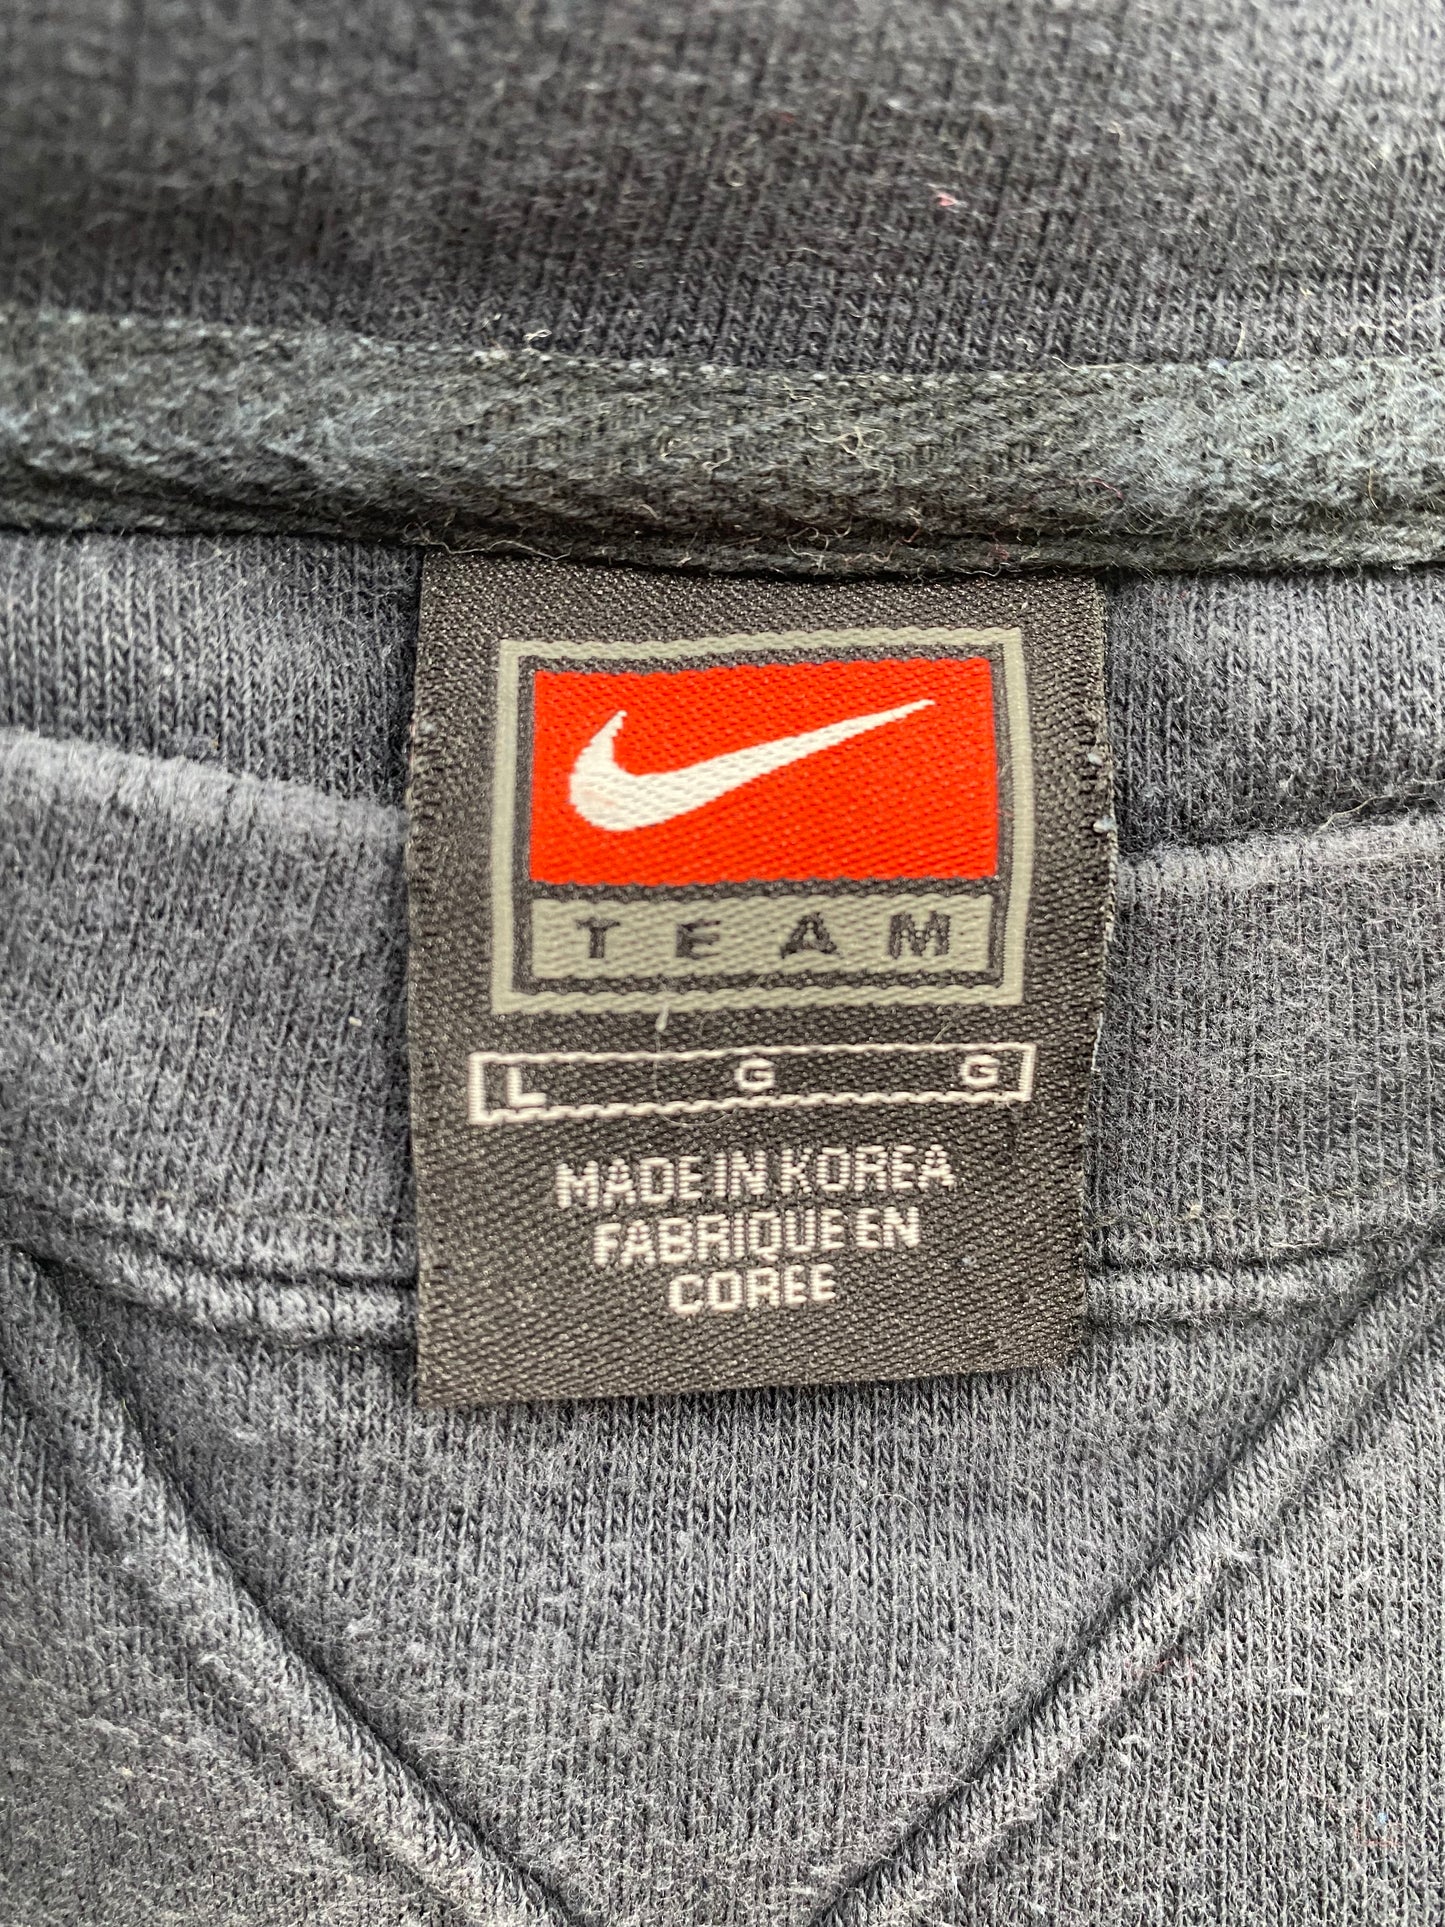 TEAM
L G G
MADE IN KOREA
FABRIQUE EN
COREE